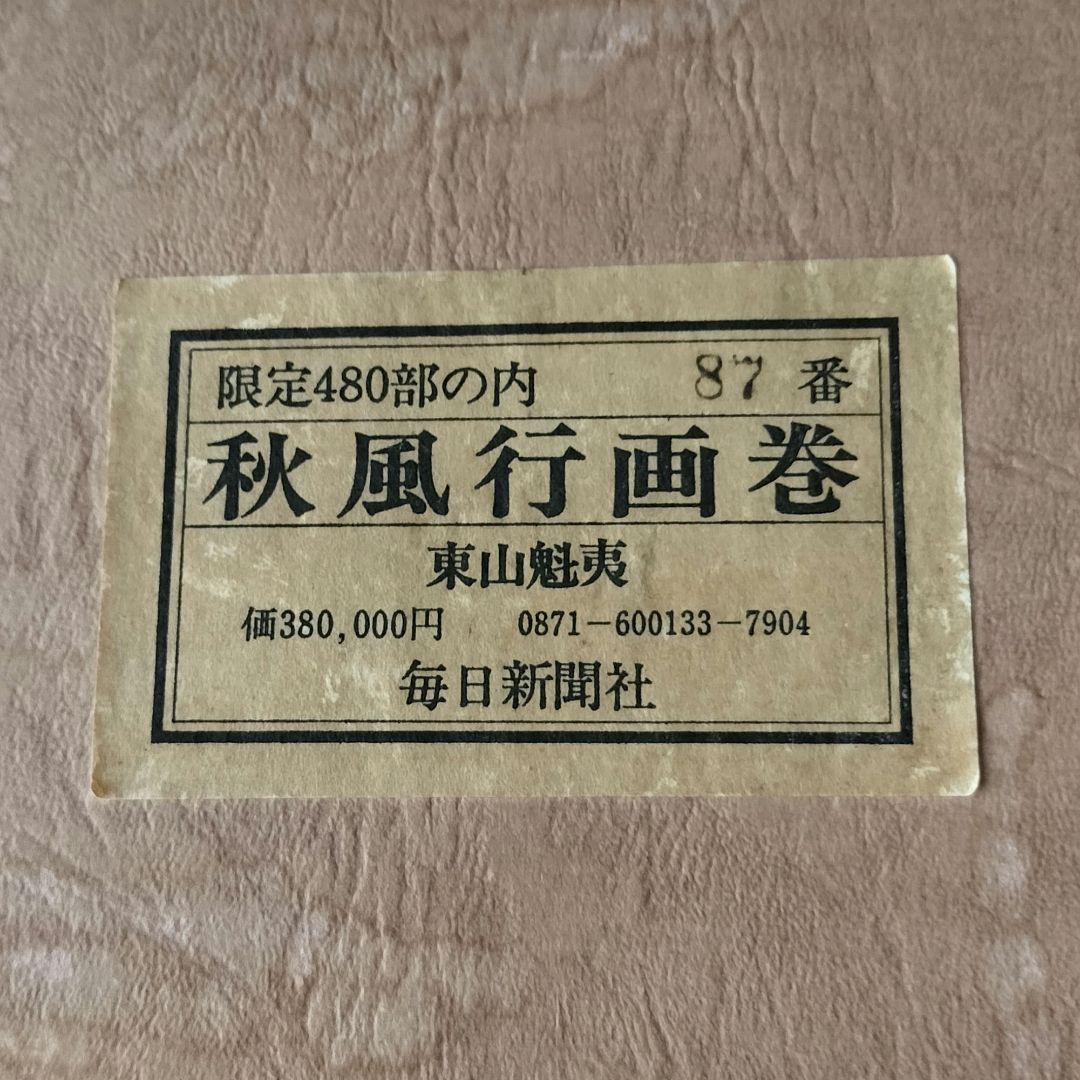 限定480部の内 87 番
秋風行画巻
東山魁夷
価380,000円 0871-600133-7904
毎日新聞社